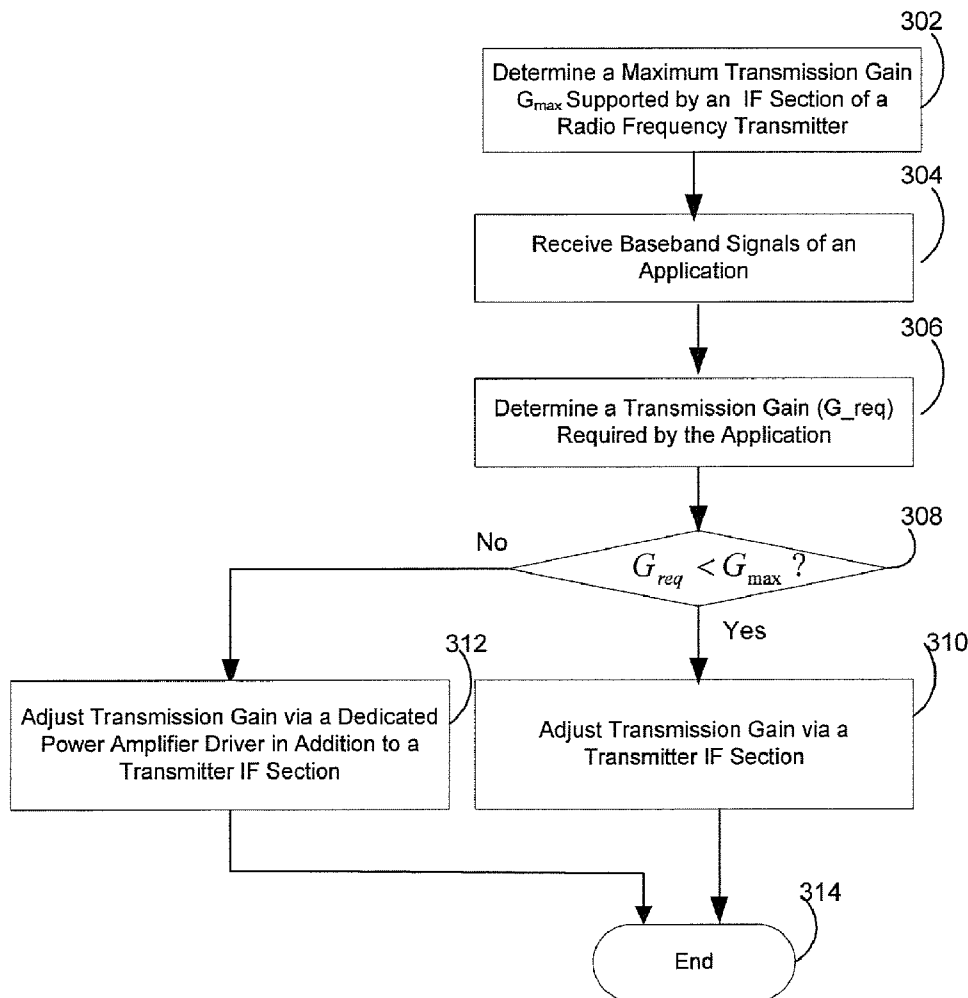 302
Determine a Maximum Transmission Gain
Gmax Supported by an IF Section of a
Radio Frequency Transmitter
304
Receive Baseband Signals of an
Application
306
Determine a Transmission Gain (G_req)
Required by the Application
308
No
Greq < Gmax ?
Yes
312
310
Adjust Transmission Gain via a Dedicated
Power Amplifier Driver in Addition to a
Transmitter IF Section
Adjust Transmission Gain via a
Transmitter IF Section
314
End